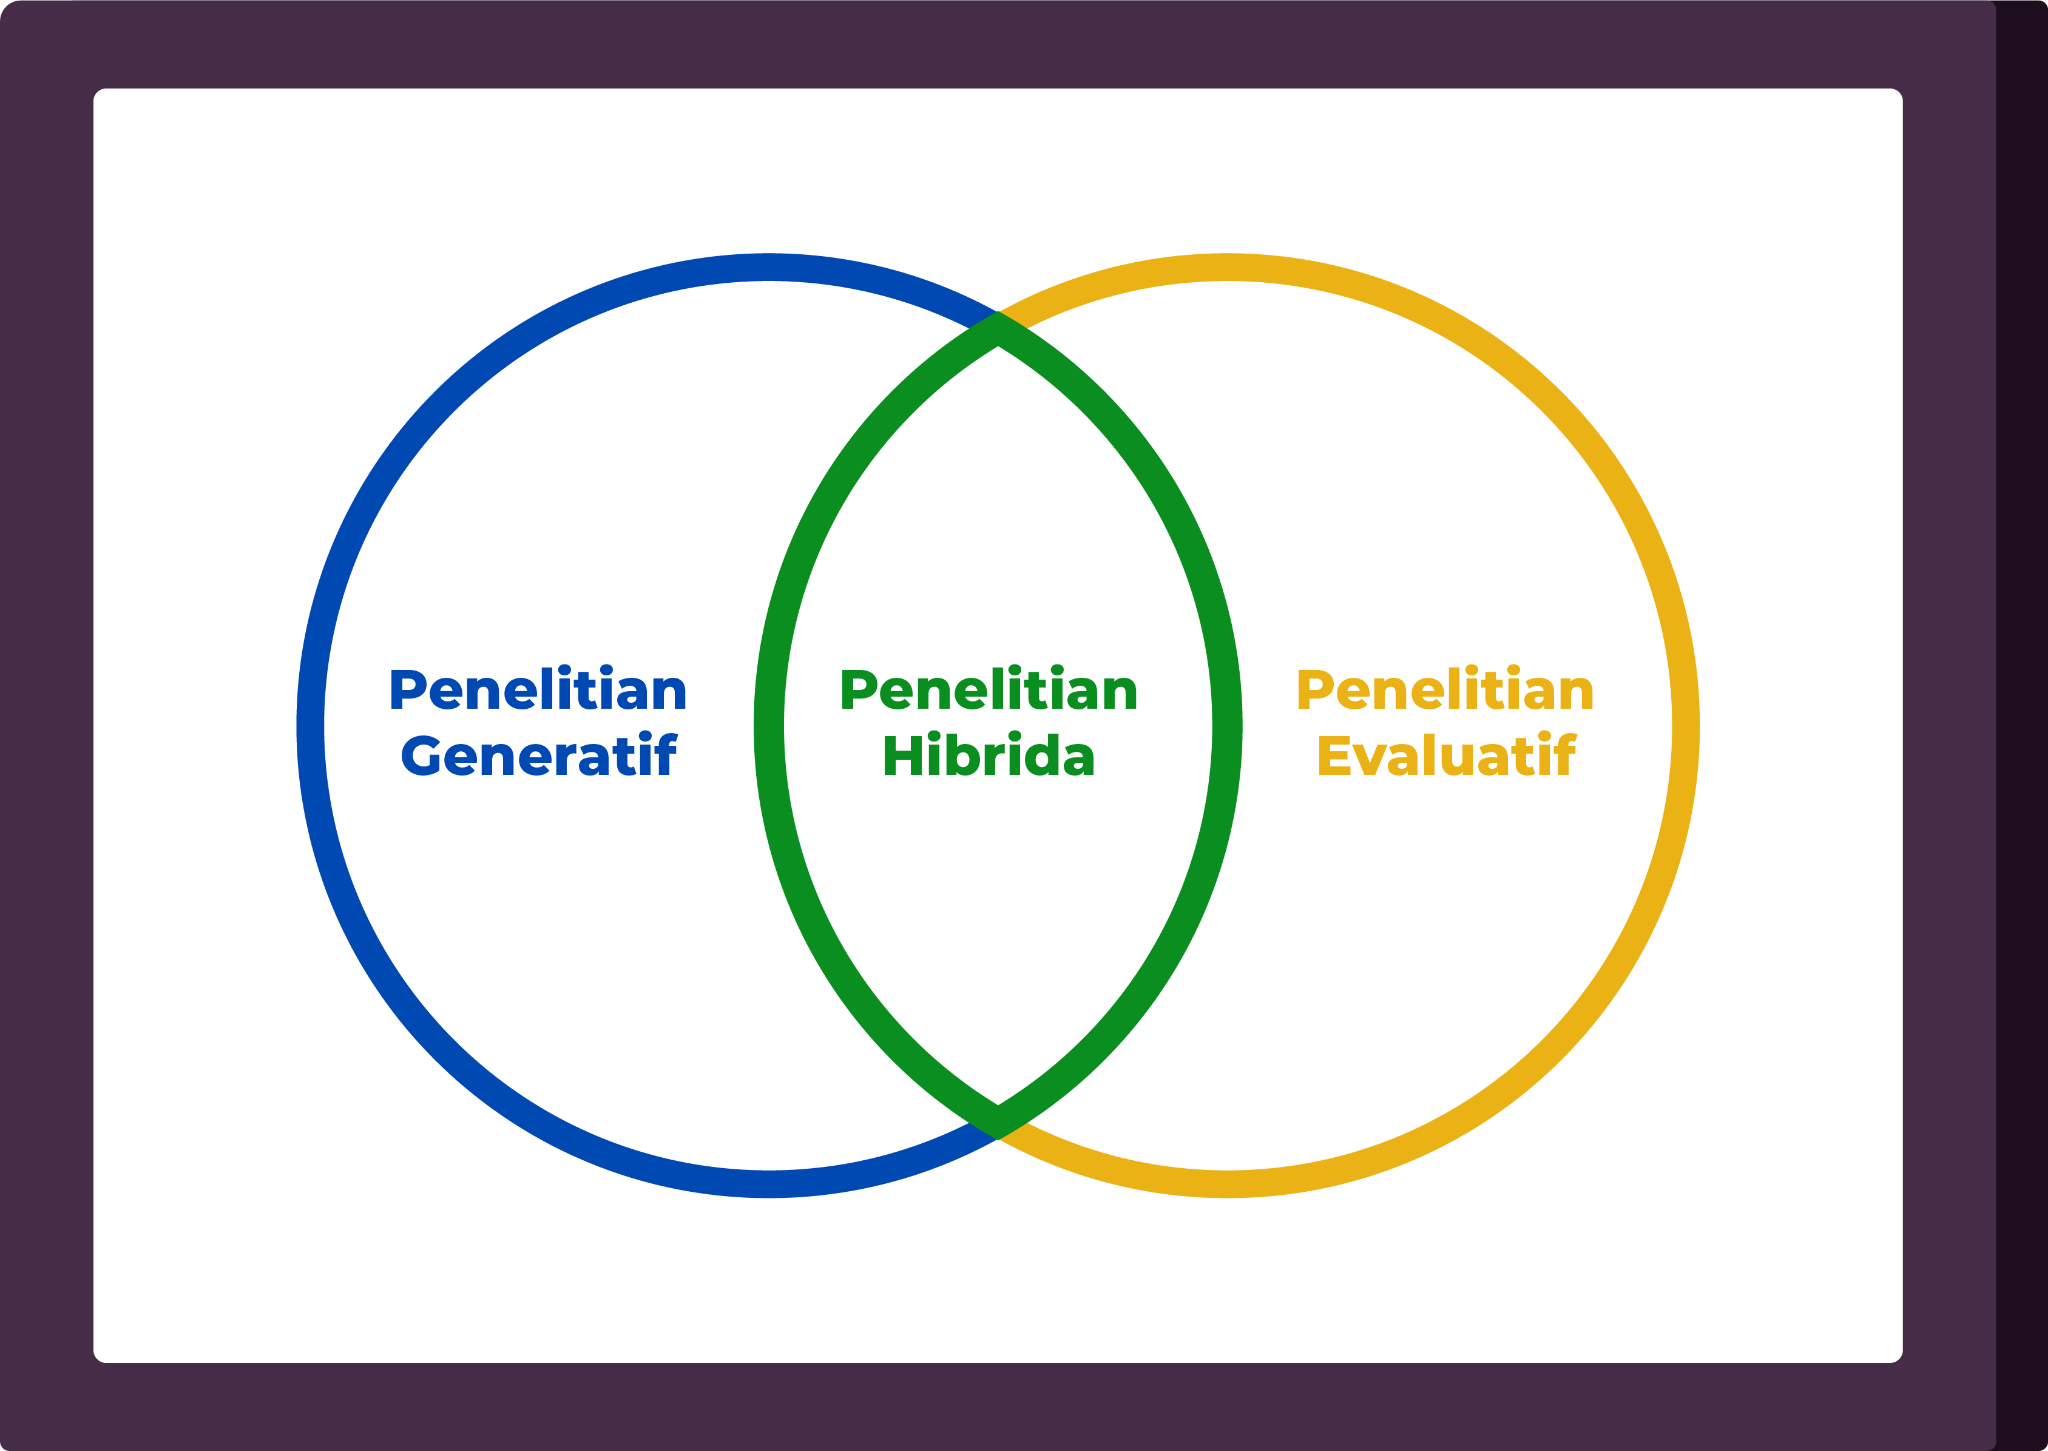 Penelitian
Generatif
Penelitian
Hibrida
Penelitian
Evaluatif